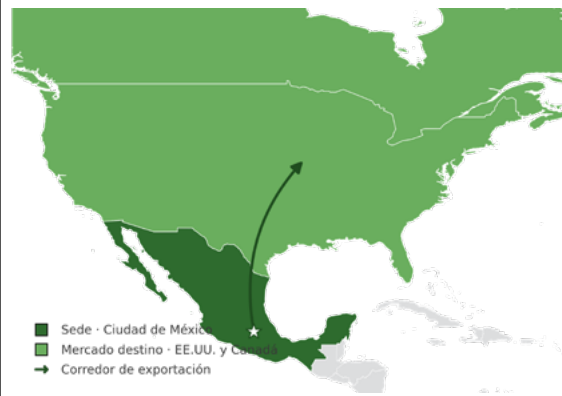 Sede · Ciudad de México
Mercado destino · EE.UU. y Canadá
Corredor de exportación